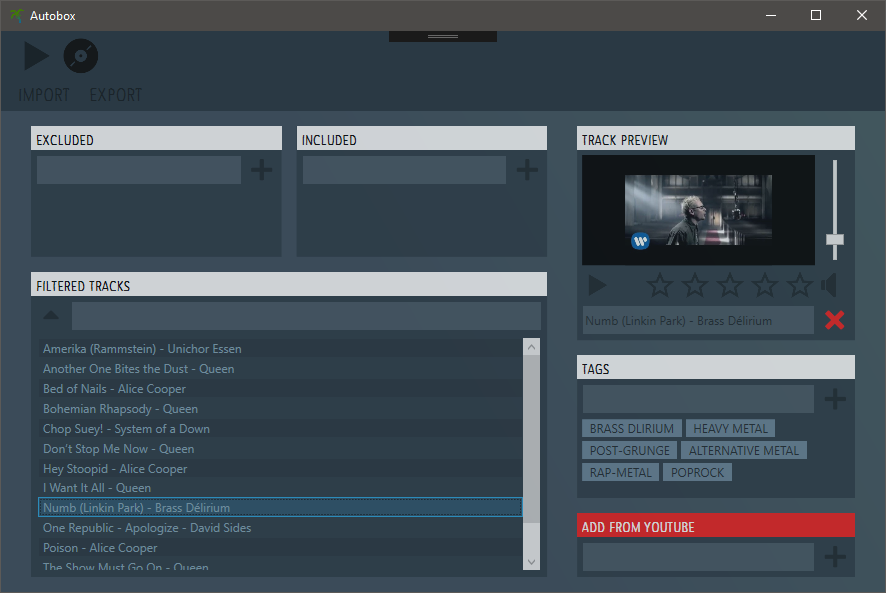 Autobox
IMPORT EXPORT
EXCLUDED
INCLUDED
FILTERED TRACKS
Amerika (Rammstein) - Unichor Essen
Another One Bites the Dust - Queen
Bed of Nails - Alice Cooper
Bohemian Rhapsody - Queen
Chop Suey! - System of a Down
Don't Stop Me Now - Queen
Hey Stoopid - Alice Cooper
I Want It All - Queen
Numb (Linkin Park) - Brass Délirium
One Republic - Apologize - David Sides
Poison - Alice Cooper
The Show Must Go On - Queen
TRACK PREVIEW
W
Numb (Linkin Park) - Brass Délirium
TAGS
BRASS DLIRIUM HEAVY METAL
POST-GRUNGE ALTERNATIVE METAL
RAP-METAL POPROCK
ADD FROM YOUTUBE